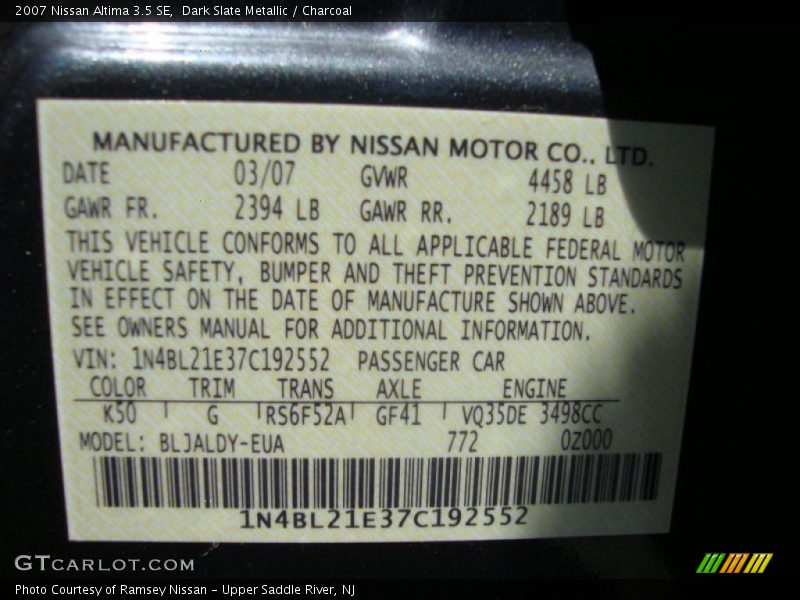 2007 Nissan Altima 3.5 SE, Dark Slate Metallic / Charcoal
MANUFACTURED BY NISSAN MOTOR CO., LTD.
DATE 03/07 GVWR 4458 LB
GAWR FR. 2394 LB GAWR RR. 2189 LB
THIS VEHICLE CONFORMS TO ALL APPLICABLE FEDERAL MOTOR
VEHICLE SAFETY, BUMPER AND THEFT PREVENTION STANDARDS
IN EFFECT ON THE DATE OF MANUFACTURE SHOWN ABOVE.
SEE OWNERS MANUAL FOR ADDITIONAL INFORMATION.
VIN: 1N4BL21E37C192552 PASSENGER CAR
COLOR TRIM TRANS AXLE ENGINE
K50 G RS6F52A GF41 VQ35DE 3498CC
MODEL: BLJALDY-EUA 772 0Z000
1N4BL21E37C192552
GTCARLOT.COM
Photo Courtesy of Ramsey Nissan - Upper Saddle River, NJ